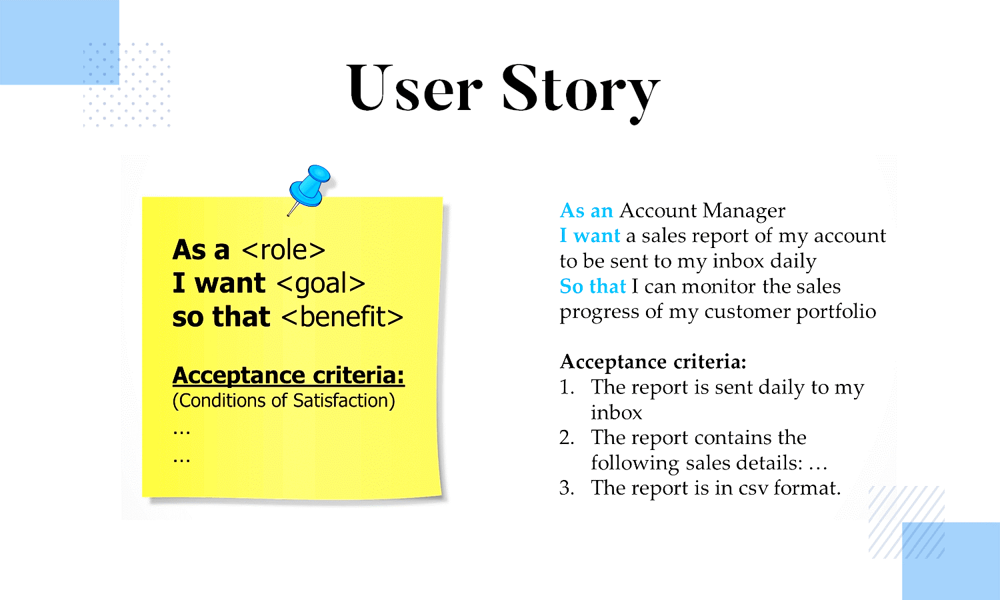 User Story
As a <role>
I want <goal>
so that <benefit>
Acceptance criteria:
(Conditions of Satisfaction)
...
...
As an Account Manager
I want a sales report of my account
to be sent to my inbox daily
So that I can monitor the sales
progress of my customer portfolio
Acceptance criteria:
1. The report is sent daily to my
inbox
2. The report contains the
following sales details: …
3. The report is in csv format.